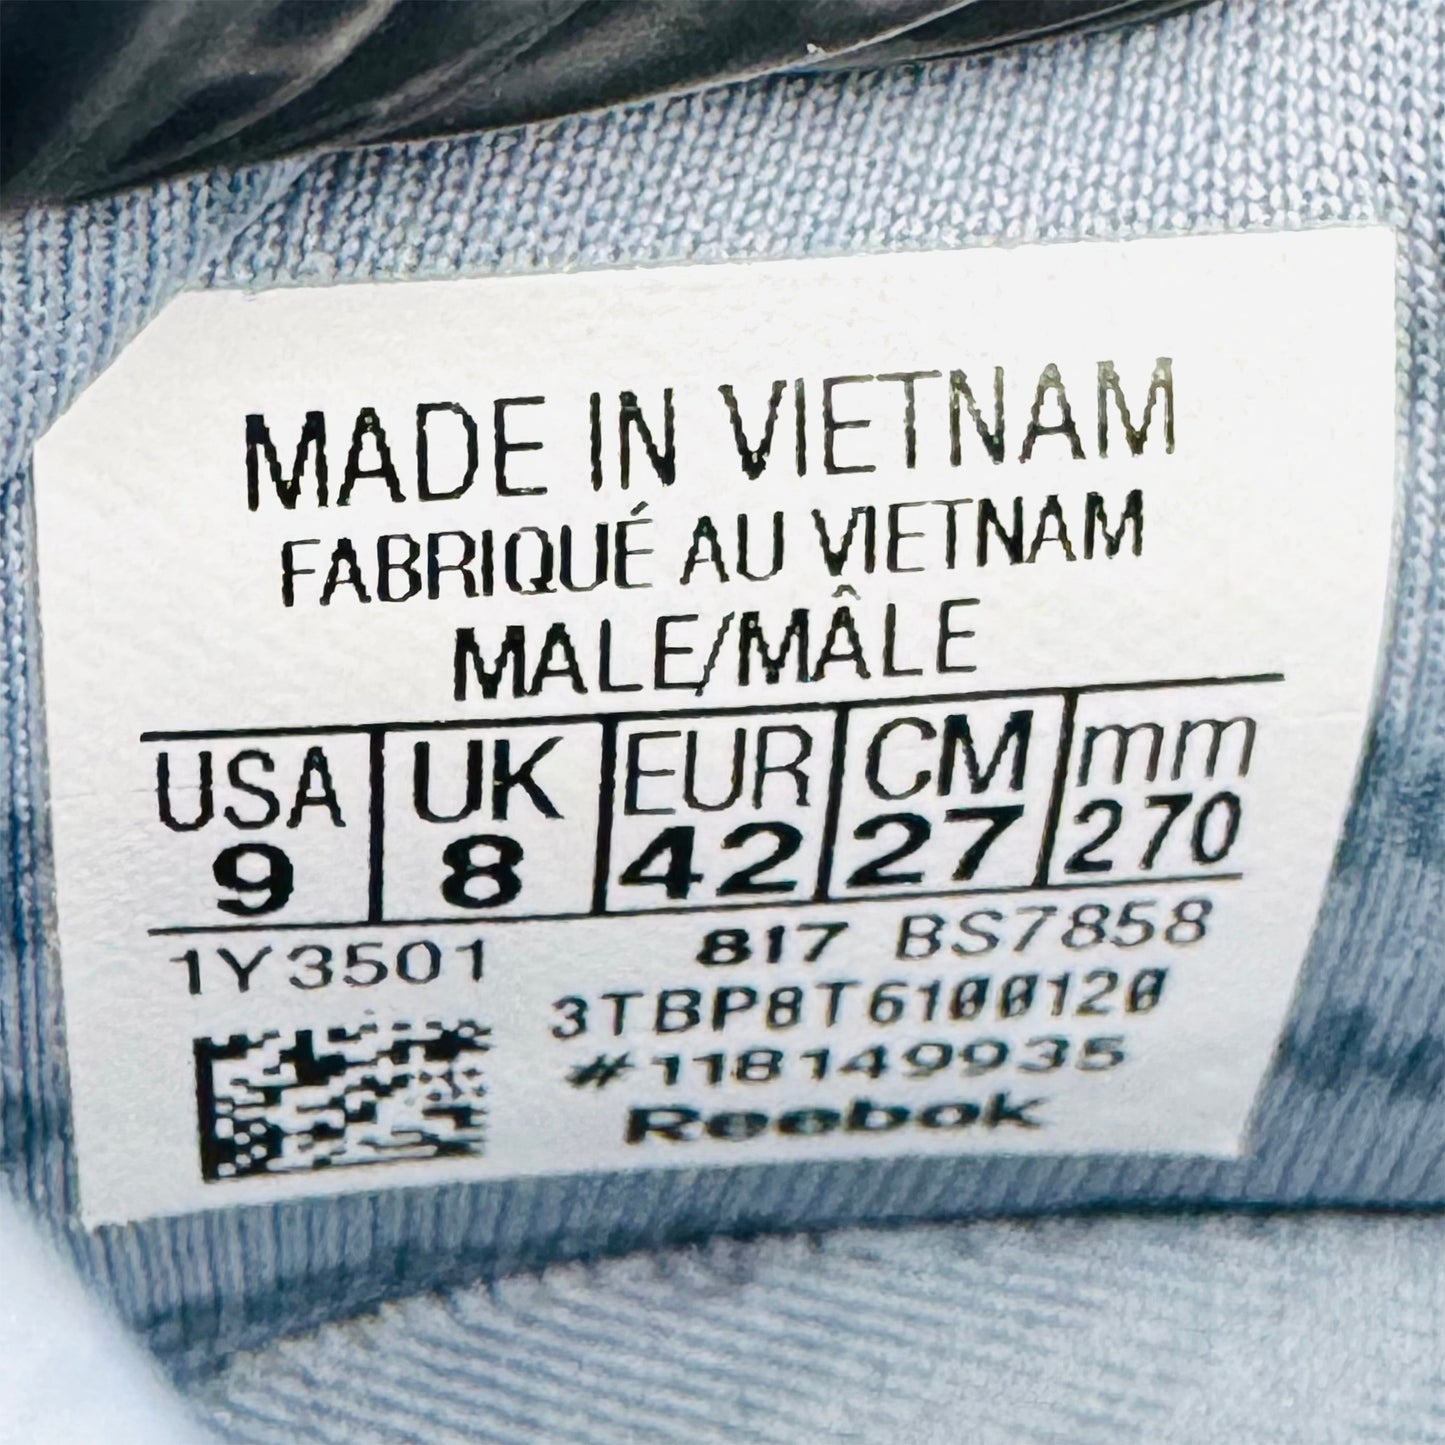 MADE IN VIETNAM
FABRIQUÉ AU VIETNAM
MALE/MÂLE
USA UK EUR CM mm
9 8 42 27 270
1Y3501 817 BS7858
3TBP8T6100120
#118149935
Reebok